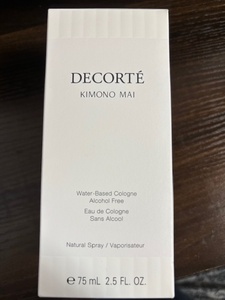 DECORTÉ
KIMONO MAI
Water-Based Cologne
Alcohol Free
Eau de Cologne
Sans Alcool
Natural Spray / Vaporisateur
℮ 75 mL 2.5 FL. OZ.